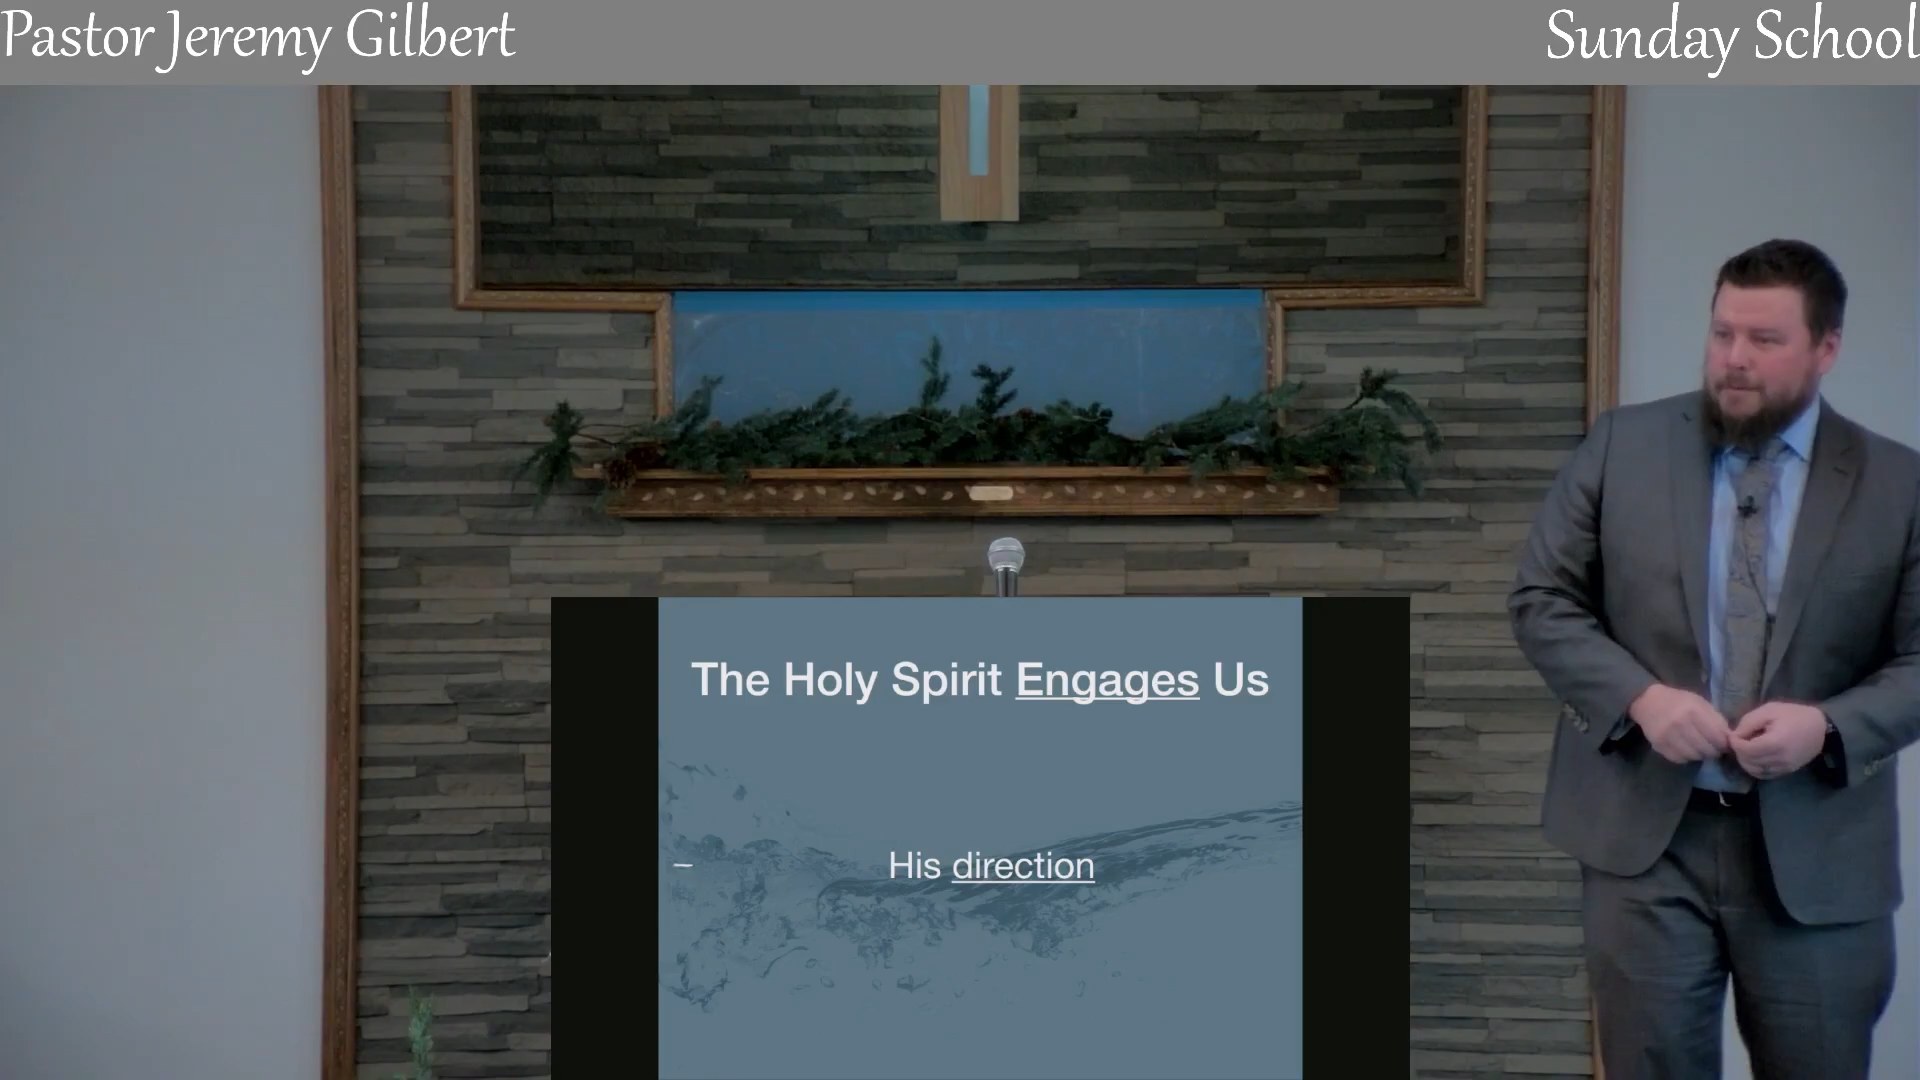 Pastor Jeremy Gilbert
Sunday School
The Holy Spirit Engages Us
– His direction